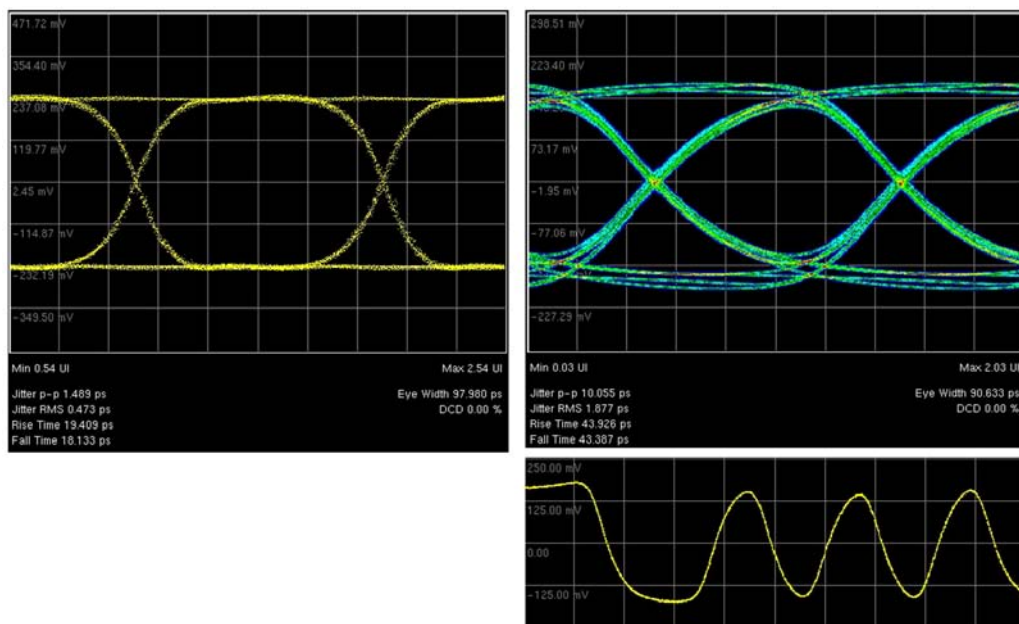 471.72 mV
354.40 mV
237.08 mV
119.77 mV
2.45 mV
-114.87 mV
-232.19 mV
-349.50 mV
Min 0.54 UI
Max 2.54 UI
Jitter p-p 1.489 ps
Eye Width 97.980 ps
Jitter RMS 0.473 ps
DCD 0.00 %
Rise Time 19.409 ps
Fall Time 18.133 ps
298.51 mV
223.40 mV
73.17 mV
-1.95 mV
-77.06 mV
-227.29 mV
Min 0.03 UI
Max 2.03 UI
Jitter p-p 10.055 ps
Eye Width 90.633 ps
Jitter RMS 1.877 ps
DCD 0.00 %
Rise Time 43.926 ps
Fall Time 43.387 ps
250.00 mV
125.00 mV
0.00
-125.00 mV